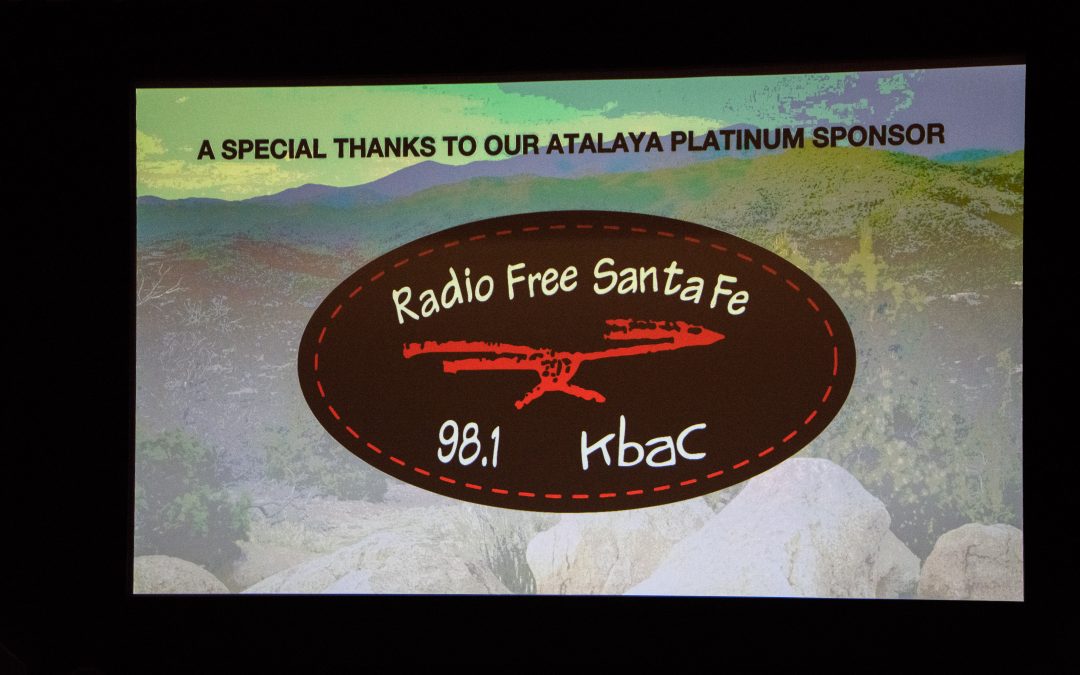 A SPECIAL THANKS TO OUR ATALAYA PLATINUM SPONSOR
Radio Free Santa Fe
98.1 Kbac